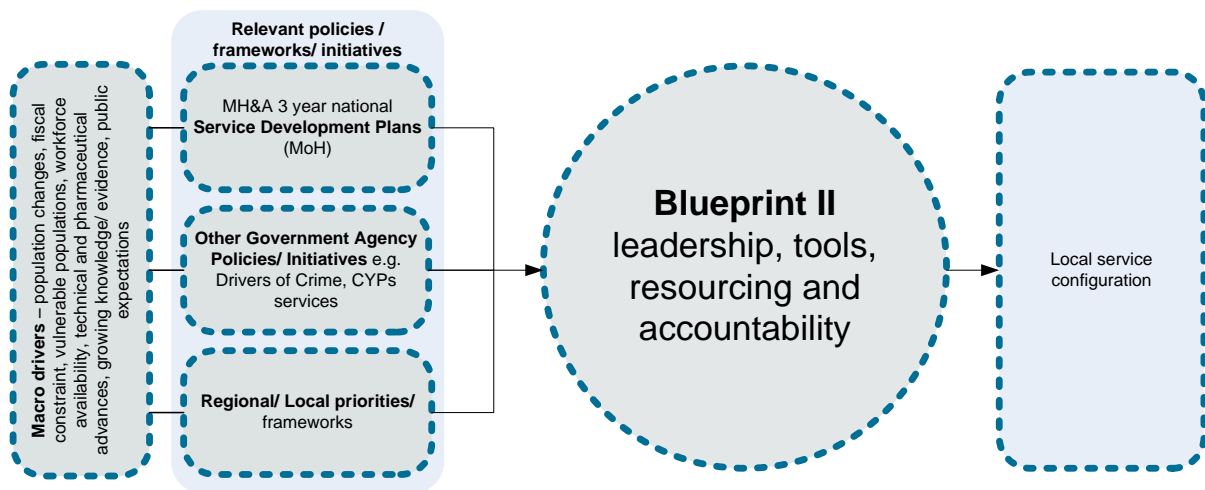 Macro drivers – population changes, fiscal
constraint, vulnerable populations, workforce
availability, technical and pharmaceutical
advances, growing knowledge/ evidence, public
expectations
Relevant policies /
frameworks/ initiatives
MH&A 3 year national
Service Development Plans
(MoH)
Other Government Agency
Policies/ Initiatives e.g.
Drivers of Crime, CYPs
services
Regional/ Local priorities/
frameworks
Blueprint II
leadership, tools,
resourcing and
accountability
Local service
configuration